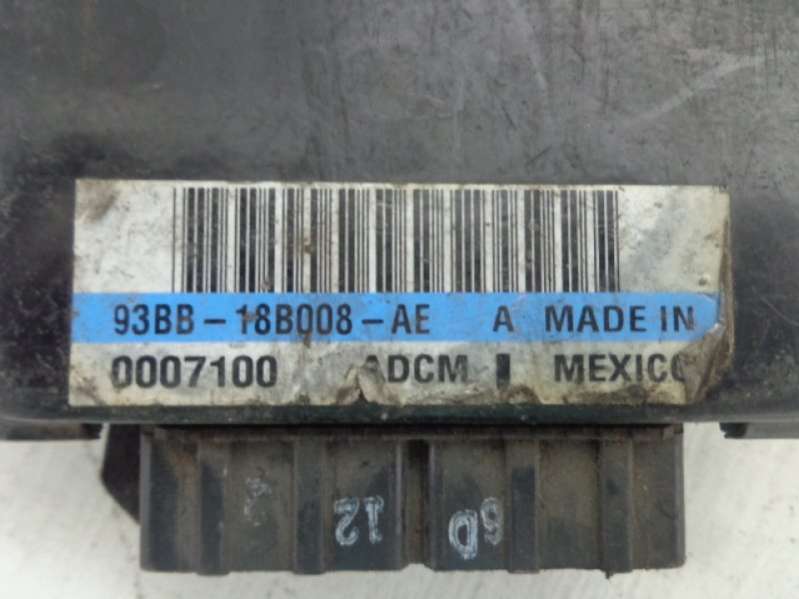 93BB-18B008-AE A MADE IN
0007100 ADCM MEXICO
12 6D